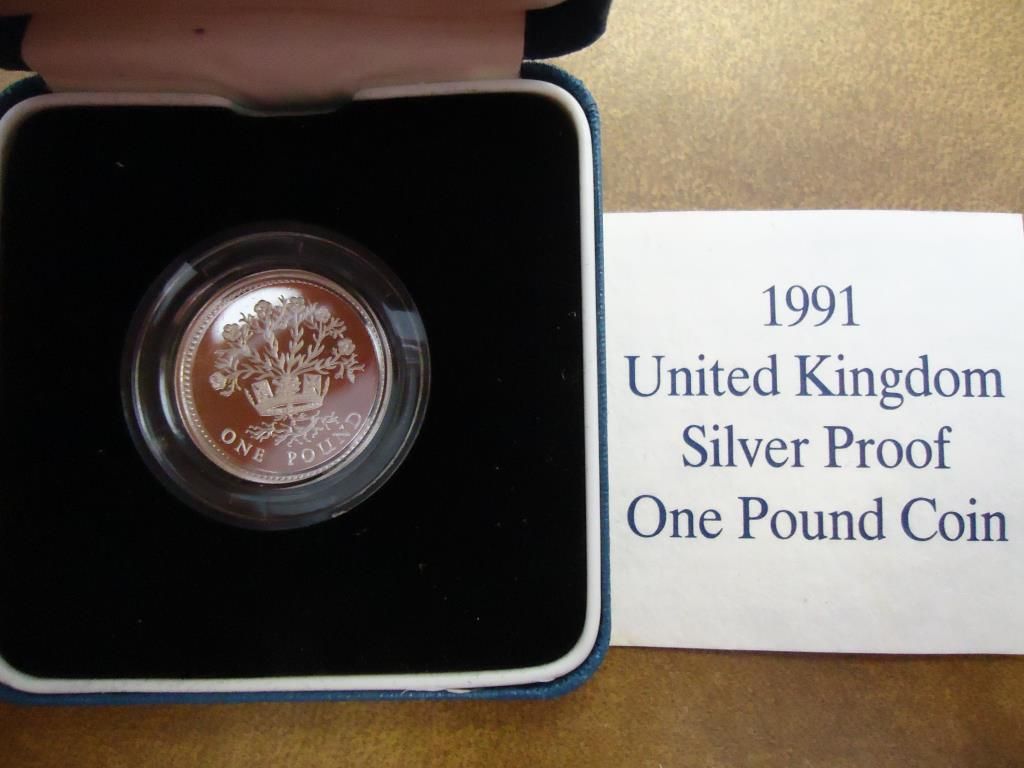 ONE POUND
1991
United Kingdom
Silver Proof
One Pound Coin